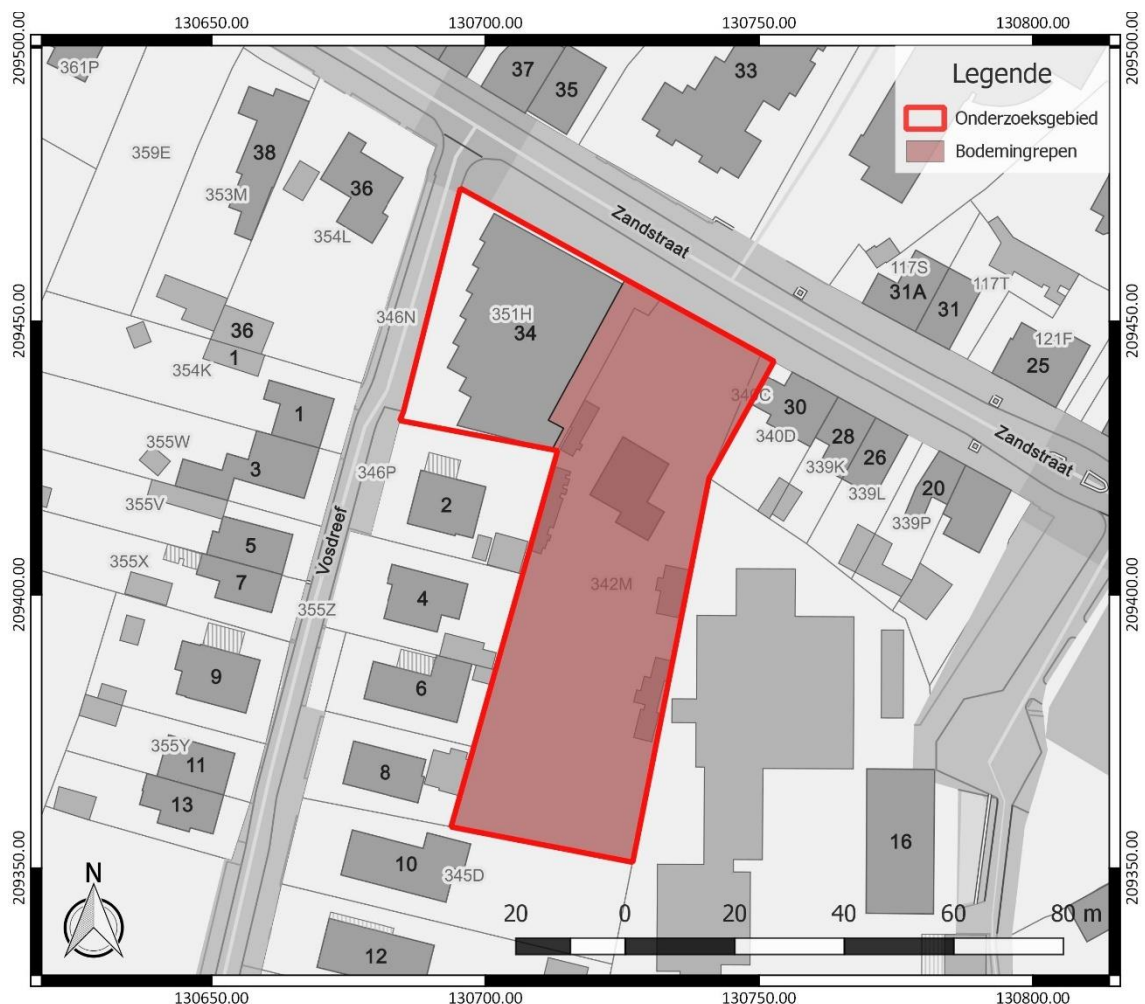 130650.00 130700.00 130750.00 130800.00
209500.00
209500.00
361P
37
35
33
Legende
Onderzoeksgebied
Bodemingrepen
359E
38
353M
36
354L
Zandstraat
117S
31A
31
117T
209450.00
346N
351H
34
36
1
354K
121F
25
209450.00
1
355W
3
355V
346P
340C
30
340D
28
339K
26
339L
Zandstraat
20
339P
2
Vosdreef
5
7
355X
355Z
4
342M
209400.00
209400.00
9
6
355Y
11
13
8
10
345D
16
209350.00
209350.00
N
12
20 0 20 40 60 80 m
130650.00 130700.00 130750.00 130800.00